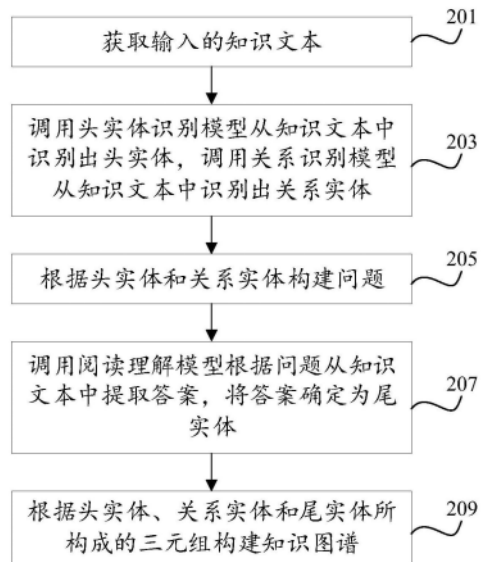 获取输入的知识文本
201
调用头实体识别模型从知识文本中
识别出头实体，调用关系识别模型
从知识文本中识别出关系实体
203
根据头实体和关系实体构建问题
205
调用阅读理解模型根据问题从知识
文本中提取答案，将答案确定为尾
实体
207
根据头实体、关系实体和尾实体所
构成的三元组构建知识图谱
209